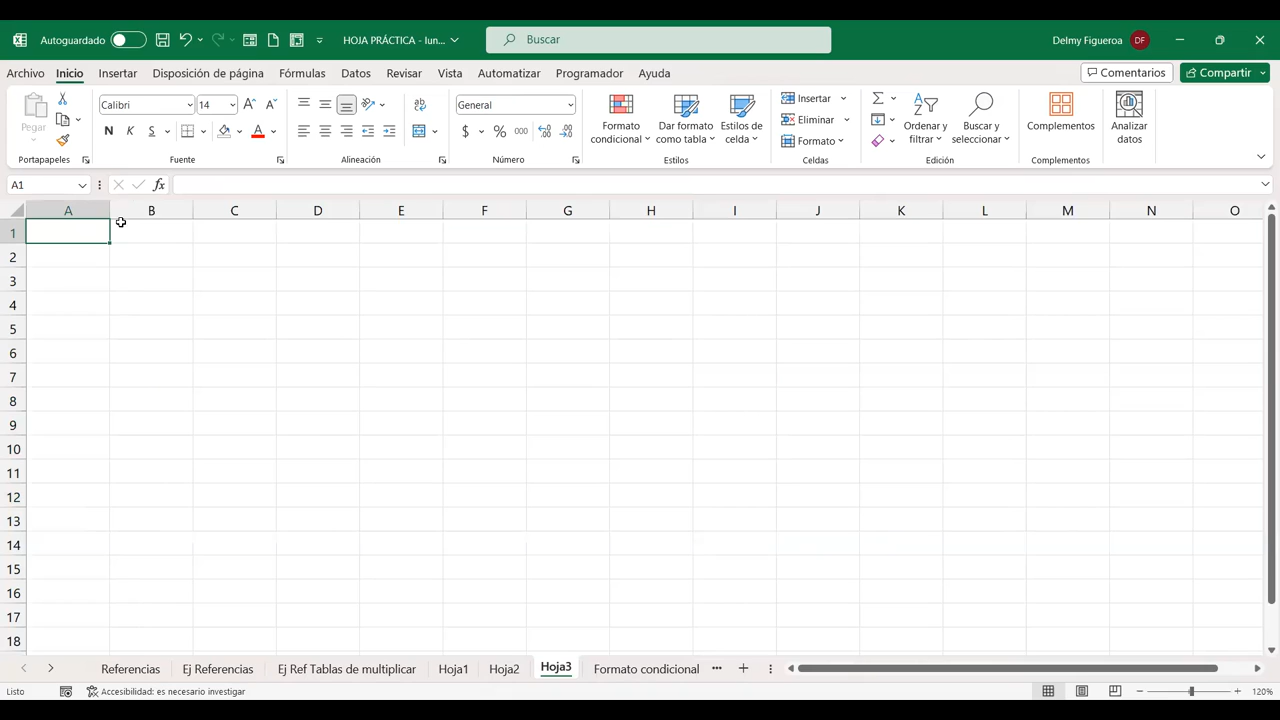 Autoguardado HOJA PRÁCTICA - lun... Buscar Delmy Figueroa DF
Archivo Inicio Insertar Disposición de página Fórmulas Datos Revisar Vista Automatizar Programador Ayuda Comentarios Compartir
Pegar
Calibri 14
N K S
General
$ % 000
Formato condicional
Dar formato como tabla
Estilos de celda
Insertar
Eliminar
Formato
Ordenar y filtrar
Buscar y seleccionar
Complementos
Analizar datos
Portapapeles Fuente Alineación Número Estilos Celdas Edición Complementos
A1 fx
A B C D E F G H I J K L M N O
1
2
3
4
5
6
7
8
9
10
11
12
13
14
15
16
17
18
Referencias Ej Referencias Ej Ref Tablas de multiplicar Hoja1 Hoja2 Hoja3 Formato condicional ...
Listo Accesibilidad: es necesario investigar 120%